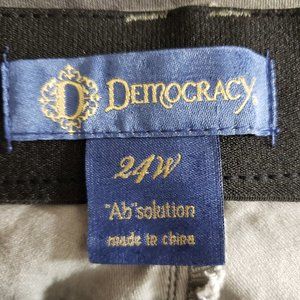 D DEMOCRACY
24W
"Ab"solution
made in china